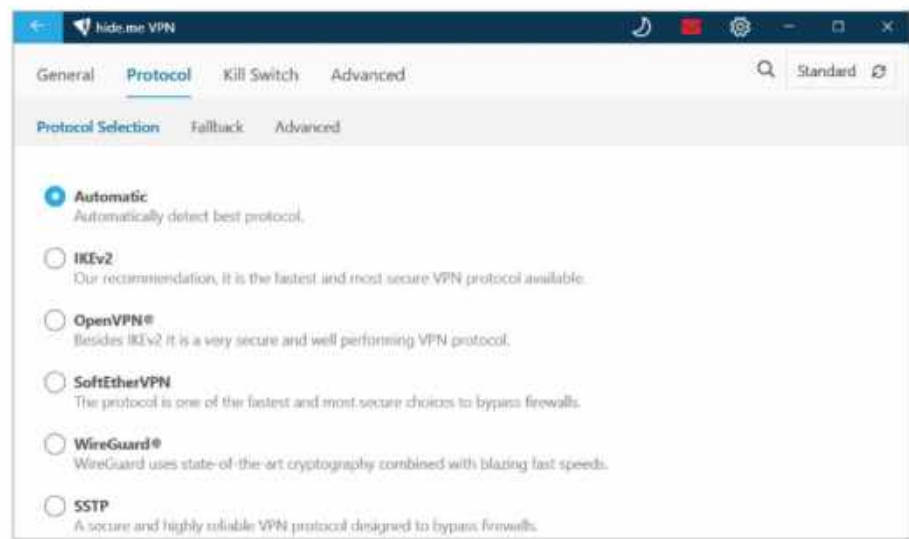 hide.me VPN
General Protocol Kill Switch Advanced Standard
Protocol Selection Fallback Advanced
Automatic
Automatically detect best protocol.
IKEv2
Our recommendation, it is the fastest and most secure VPN protocol available.
OpenVPN®
Besides IKEv2 it is a very secure and well performing VPN protocol.
SoftEtherVPN
The protocol is one of the fastest and most secure choices to bypass firewalls.
WireGuard®
WireGuard uses state-of-the-art cryptography combined with blazing fast speeds.
SSTP
A secure and highly reliable VPN protocol designed to bypass firewalls.